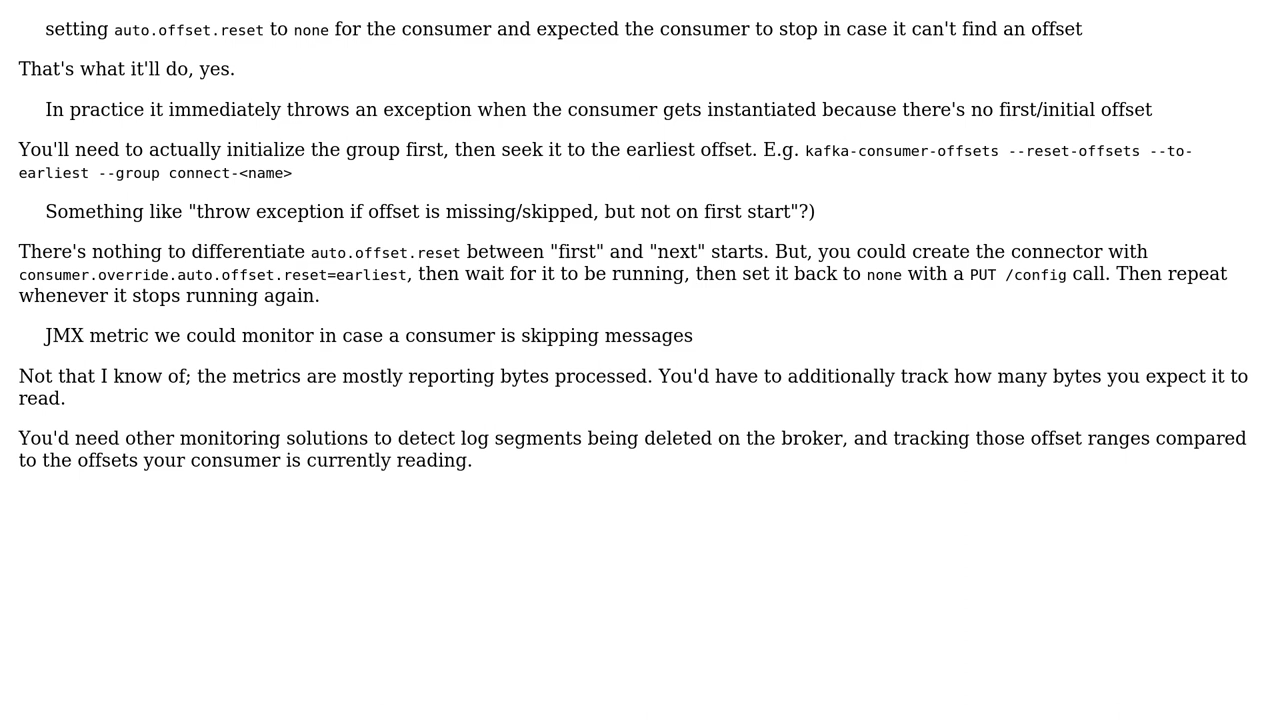 setting auto.offset.reset to none for the consumer and expected the consumer to stop in case it can't find an offset
That's what it'll do, yes.
In practice it immediately throws an exception when the consumer gets instantiated because there's no first/initial offset
You'll need to actually initialize the group first, then seek it to the earliest offset. E.g. kafka-consumer-offsets --reset-offsets --to-
earliest --group connect-<name>
Something like "throw exception if offset is missing/skipped, but not on first start"?)
There's nothing to differentiate auto.offset.reset between "first" and "next" starts. But, you could create the connector with
consumer.override.auto.offset.reset=earliest, then wait for it to be running, then set it back to none with a PUT /config call. Then repeat
whenever it stops running again.
JMX metric we could monitor in case a consumer is skipping messages
Not that I know of; the metrics are mostly reporting bytes processed. You'd have to additionally track how many bytes you expect it to
read.
You'd need other monitoring solutions to detect log segments being deleted on the broker, and tracking those offset ranges compared
to the offsets your consumer is currently reading.